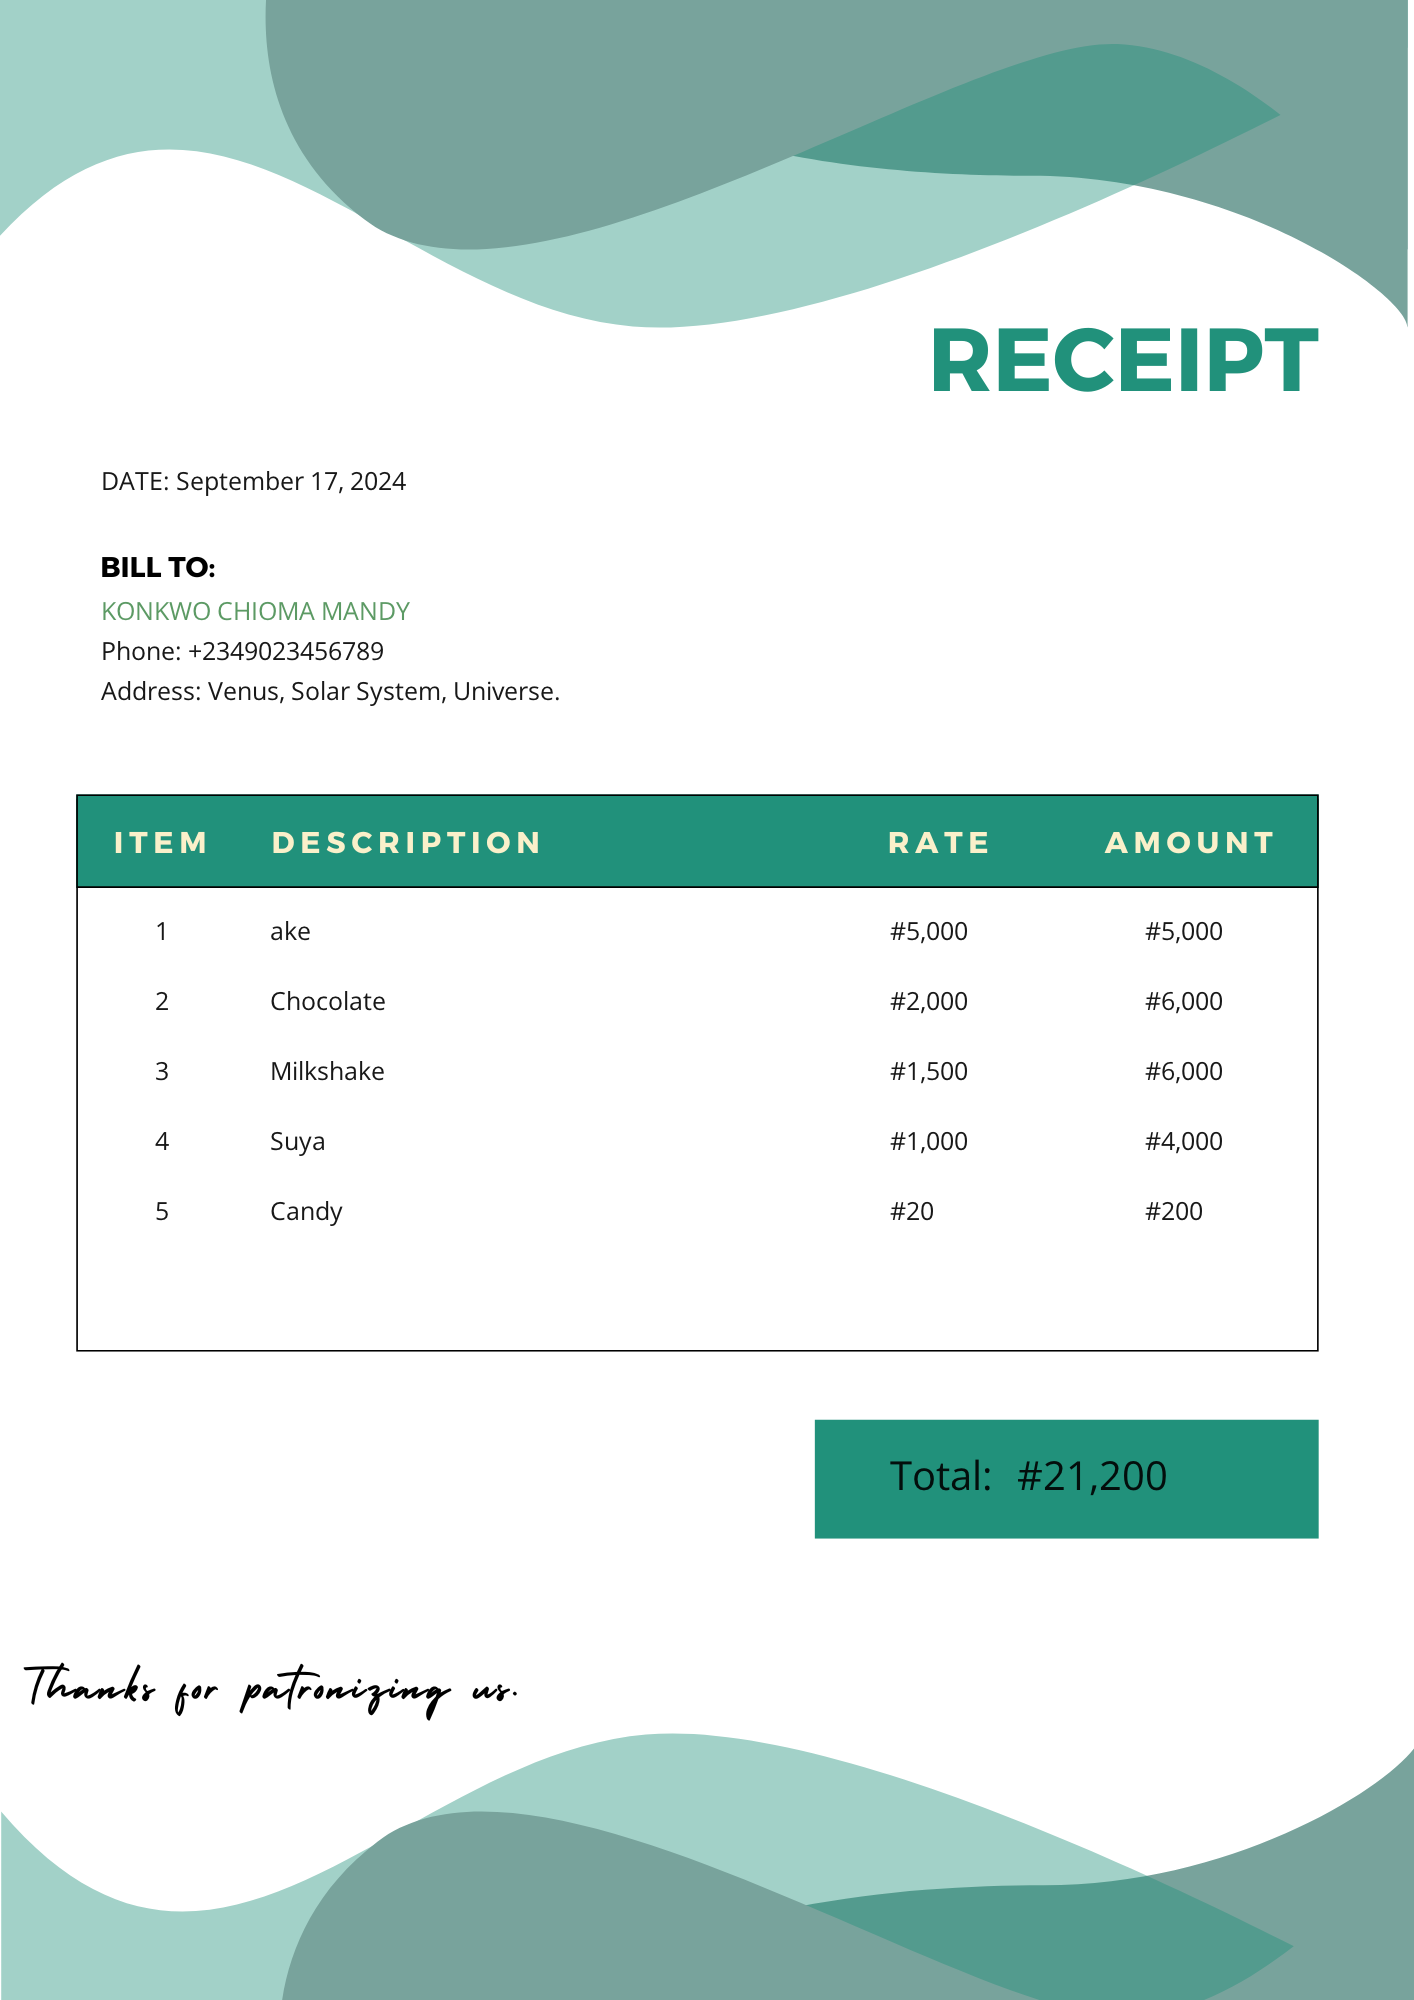 RECEIPT
DATE: September 17, 2024
BILL TO:
KONKWO CHIOMA MANDY
Phone: +2349023456789
Address: Venus, Solar System, Universe.
ITEM DESCRIPTION RATE AMOUNT
1 ake #5,000 #5,000
2 Chocolate #2,000 #6,000
3 Milkshake #1,500 #6,000
4 Suya #1,000 #4,000
5 Candy #20 #200
Total: #21,200
Thanks for patronizing us.